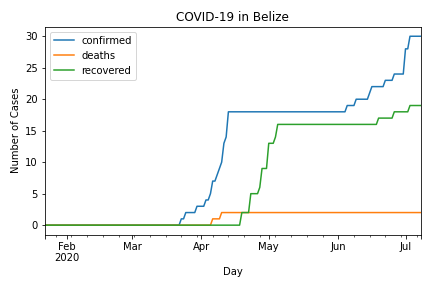 COVID-19 in Belize
confirmed
deaths
recovered
Number of Cases
30
25
20
15
10
5
0
Feb
2020
Mar
Apr
May
Jun
Jul
Day